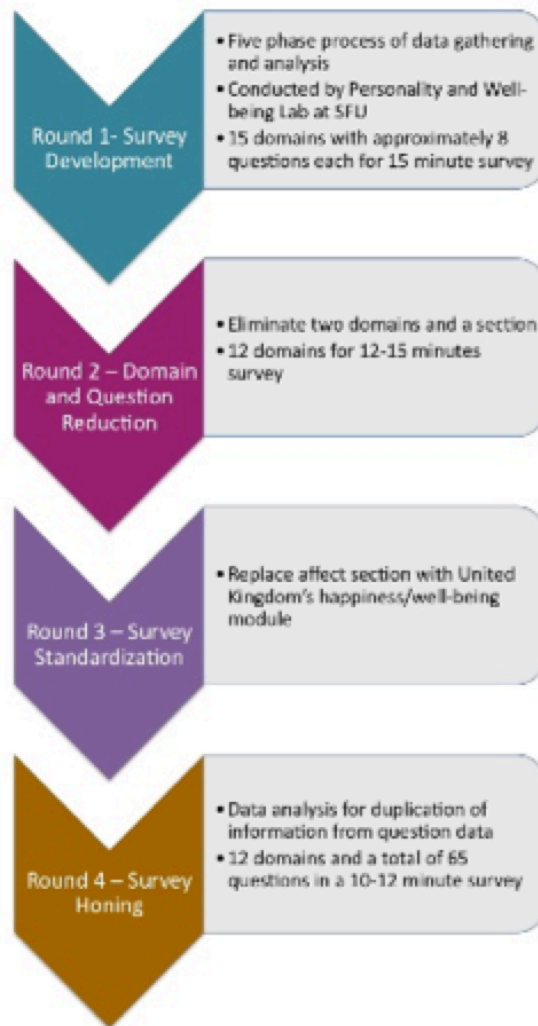 Round 1- Survey
Development
• Five phase process of data gathering
and analysis
• Conducted by Personality and Well-
being Lab at SFU
• 15 domains with approximately 8
questions each for 15 minute survey
Round 2 – Domain
and Question
Reduction
• Eliminate two domains and a section
• 12 domains for 12-15 minutes
survey
Round 3 – Survey
Standardization
• Replace affect section with United
Kingdom's happiness/well-being
module
Round 4 – Survey
Honing
• Data analysis for duplication of
information from question data
• 12 domains and a total of 65
questions in a 10-12 minute survey